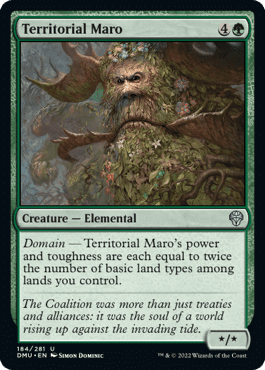 Territorial Maro 4
Creature — Elemental
Domain — Territorial Maro's power
and toughness are each equal to twice
the number of basic land types among
lands you control.
The Coalition was more than just treaties
and alliances: it was the soul of a world
rising up against the invading tide.
*/*
184/281 U
DMU • EN Simon Dominic
™ & © 2022 Wizards of the Coast